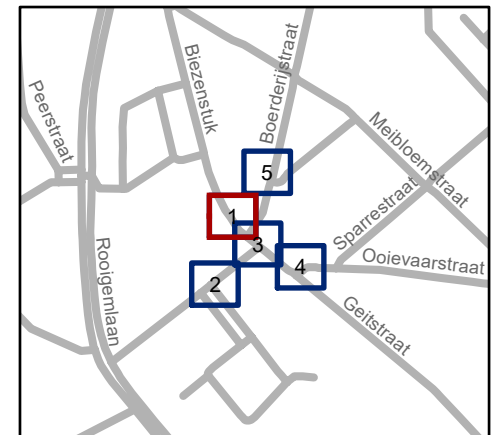 Biezenstuk
Boerderijstraat
Peerstraat
Meibloemstraat
5
Sparrestraat
1
3
Ooievaarstraat
4
Rooigemlaan
2
Geitstraat